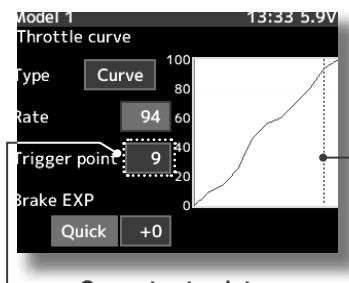 Model 1 13:33 5.9V
Throttle curve
Type Curve
Rate 94
Trigger point 9
Brake EXP
Quick +0
100
80
60
40
20
0